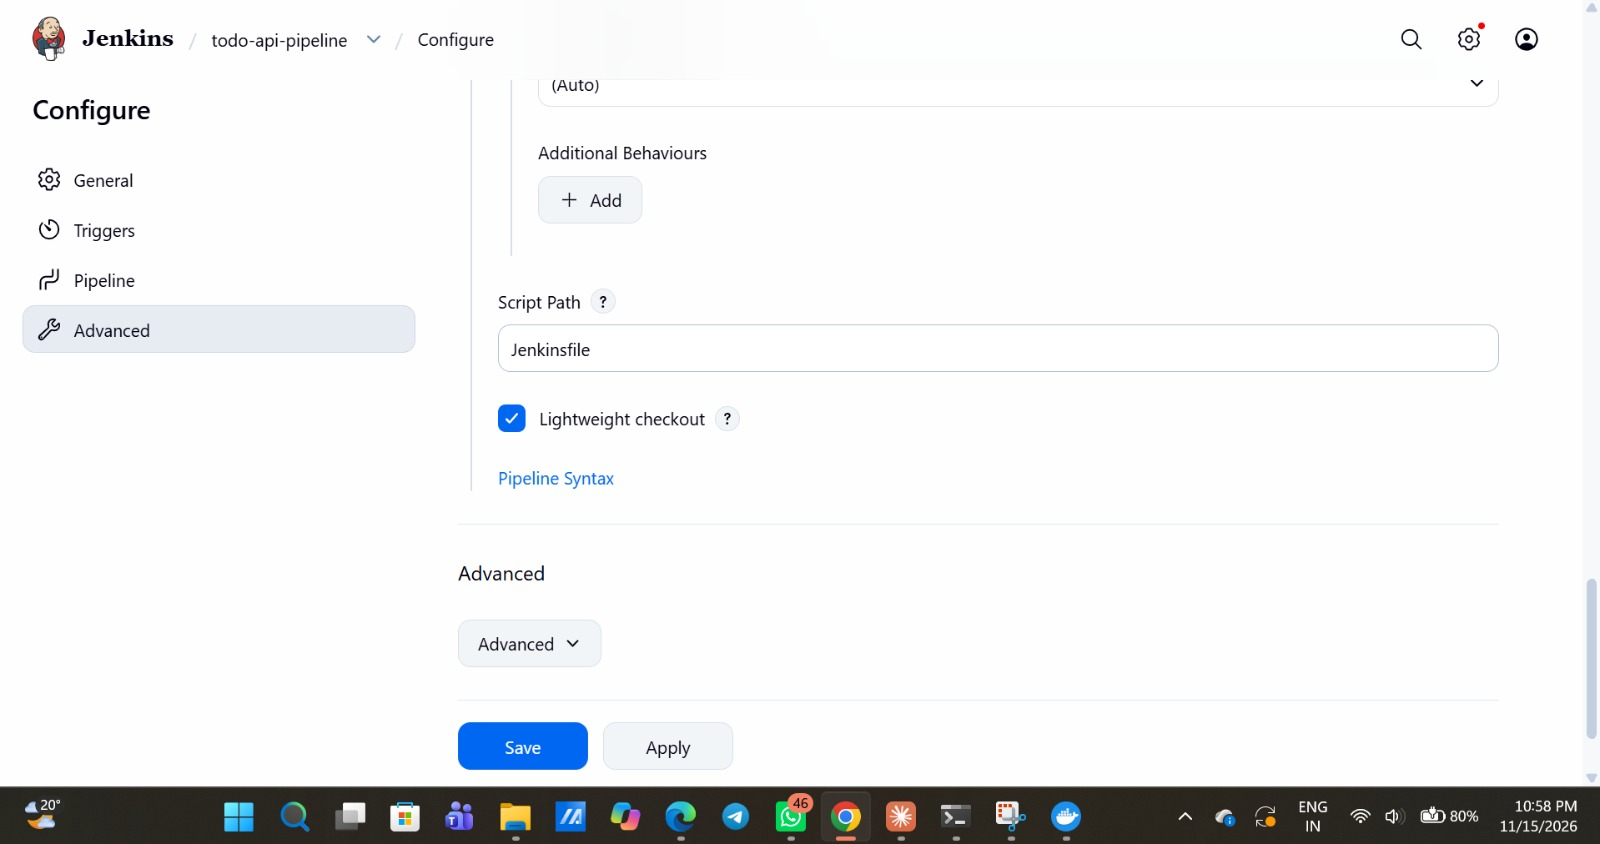 Jenkins / todo-api-pipeline / Configure
Configure
General
Triggers
Pipeline
Advanced
(Auto)
Additional Behaviours
+ Add
Script Path ?
Jenkinsfile
Lightweight checkout ?
Pipeline Syntax
Advanced
Advanced
Save
Apply
20°
46
ENG
IN
80%
10:58 PM
11/15/2026